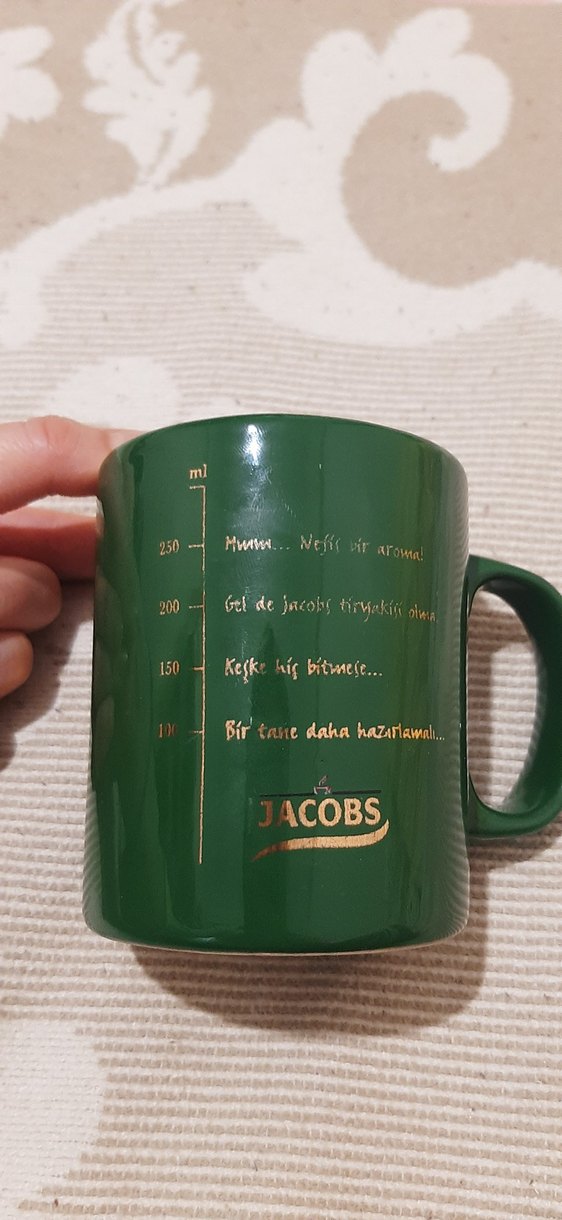 ml
250 Mmm... Nefis bir aroma!
200 Gel de Jacobs tiryakisi olma
150 Keşke hiç bitmese...
100 Bir tane daha hazırlamalı...
JACOBS